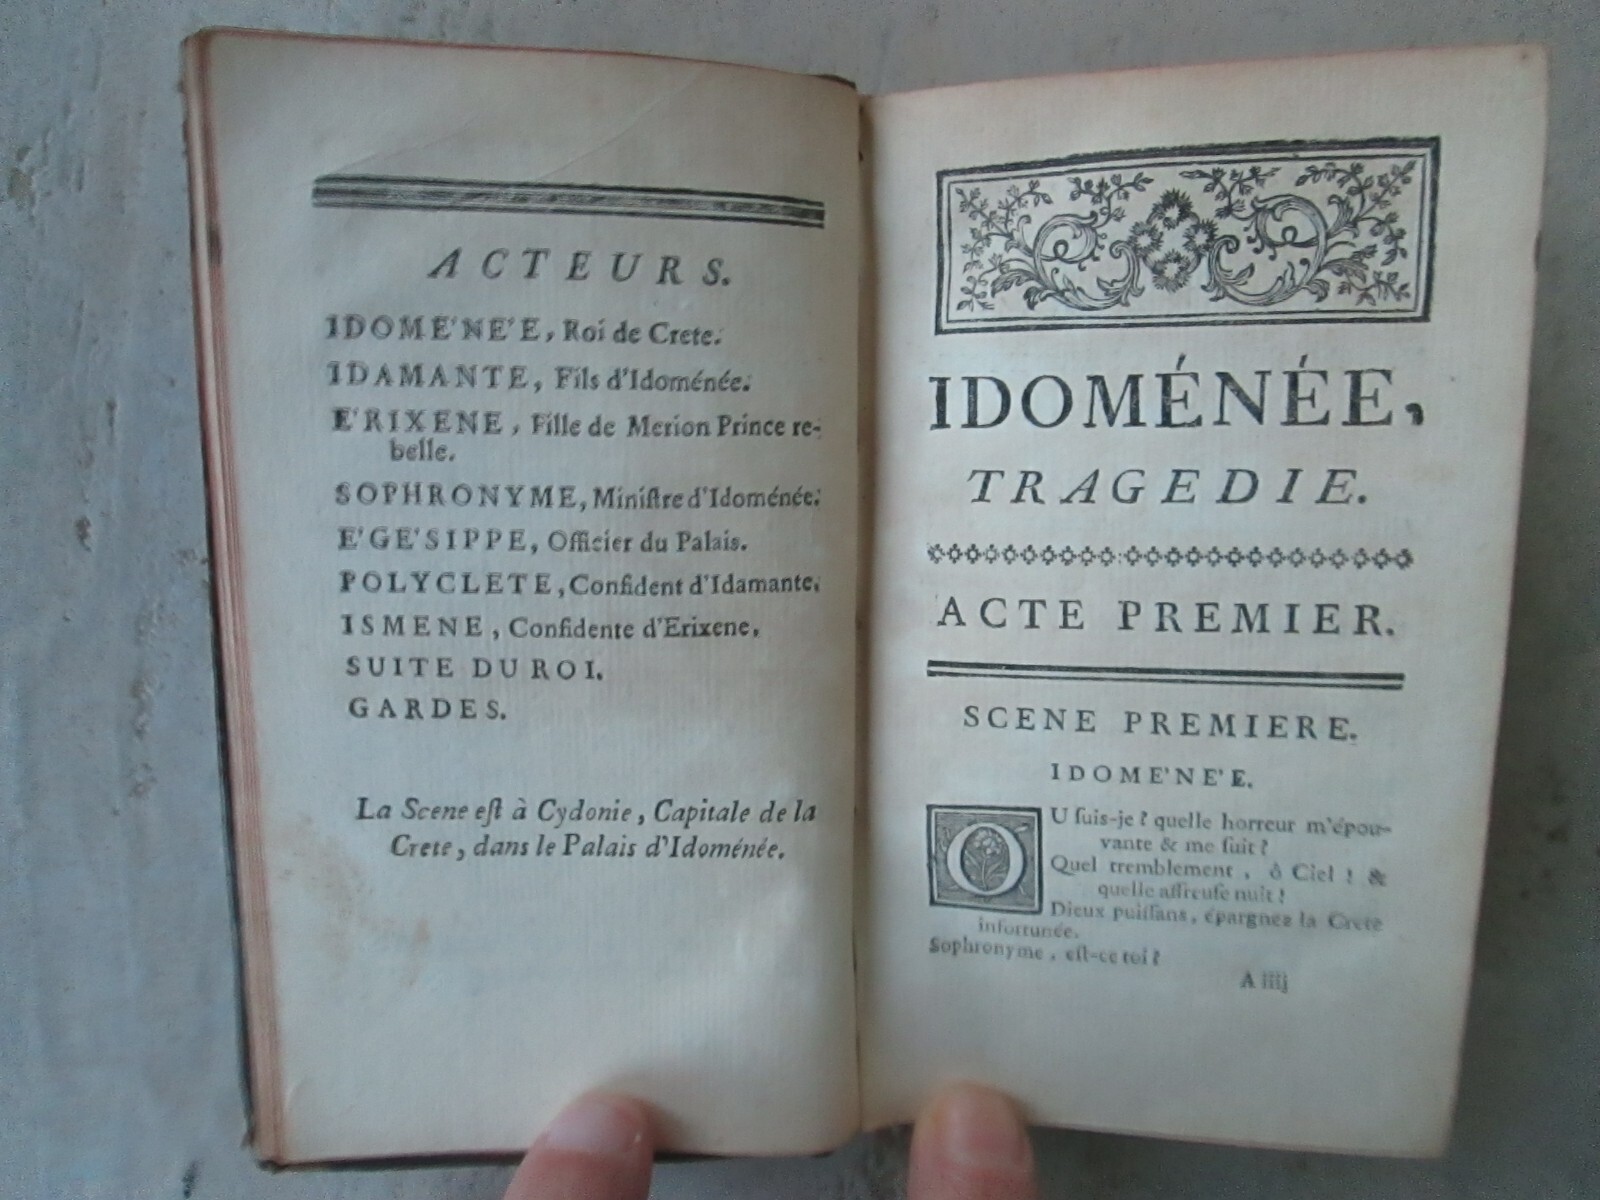 ACTEURS.
IDOME'NE'E, Roi de Crete.
IDAMANTE, Fils d'Idoménée.
E'RIXENE, Fille de Merion Prince re-
belle.
SOPHRONYME, Miniſtre d'Idoménée.
E'GE'SIPPE, Officier du Palais.
POLYCLETE, Confident d'Idamante.
ISMENE, Confidente d'Erixene.
SUITE DU ROI.
GARDES.
La Scene eſt à Cydonie, Capitale de la
Crete, dans le Palais d'Idoménée.
IDOMÉNÉE,
TRAGEDIE.
ACTE PREMIER.
SCENE PREMIERE.
IDOME'NE'E.
OU ſuis-je? quelle horreur m'épou-
vante & me ſuit?
Quel tremblement, ô Ciel! &
quelle affreuſe nuit!
Dieux puiſſans, épargnez la Crete
infortunée.
Sophronyme, eſt-ce toi?
A iiij